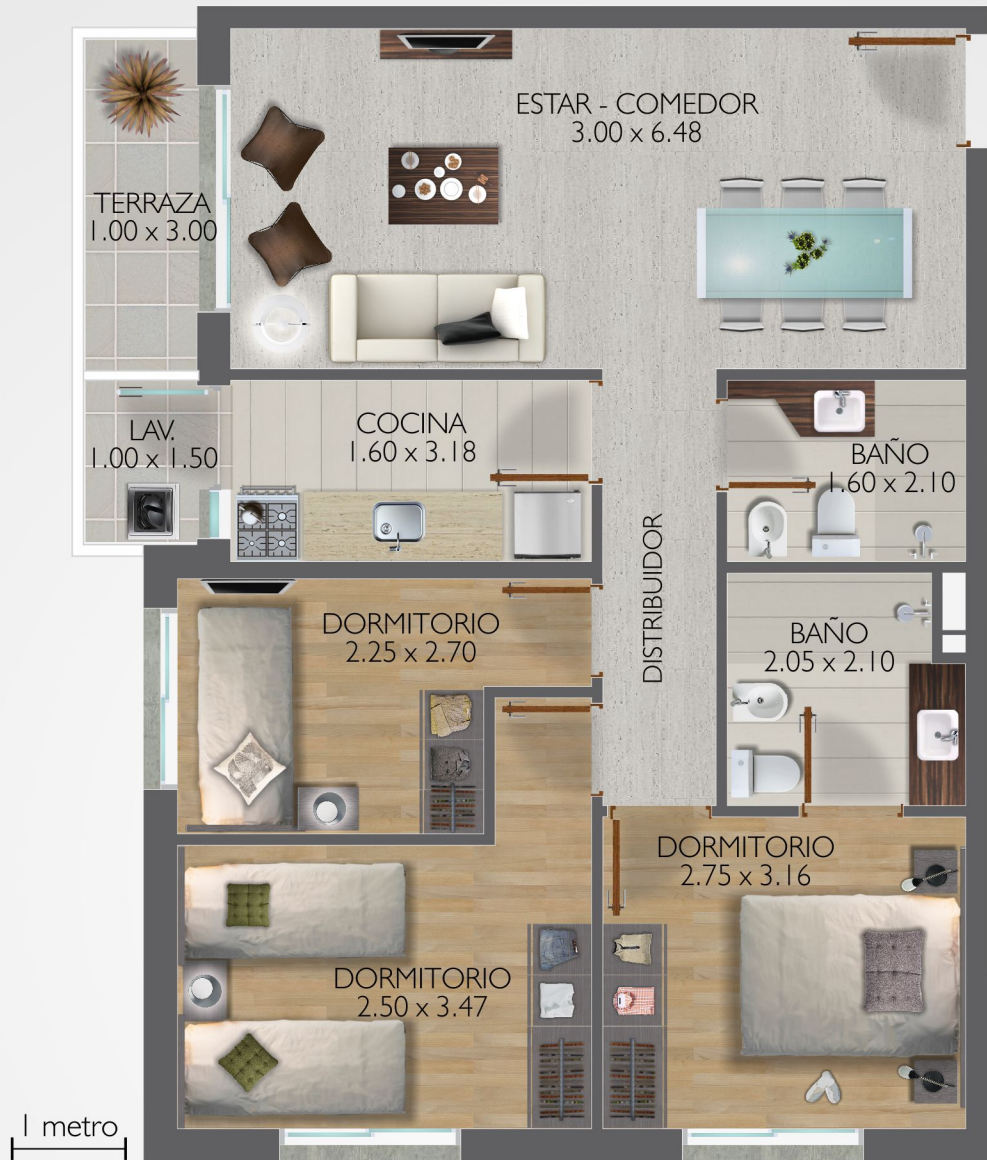 ESTAR - COMEDOR
3.00 x 6.48
TERRAZA
1.00 x 3.00
LAV.
1.00 x 1.50
COCINA
1.60 x 3.18
BAÑO
1.60 x 2.10
DISTRIBUIDOR
DORMITORIO
2.25 x 2.70
BAÑO
2.05 x 2.10
DORMITORIO
2.75 x 3.16
DORMITORIO
2.50 x 3.47
1 metro